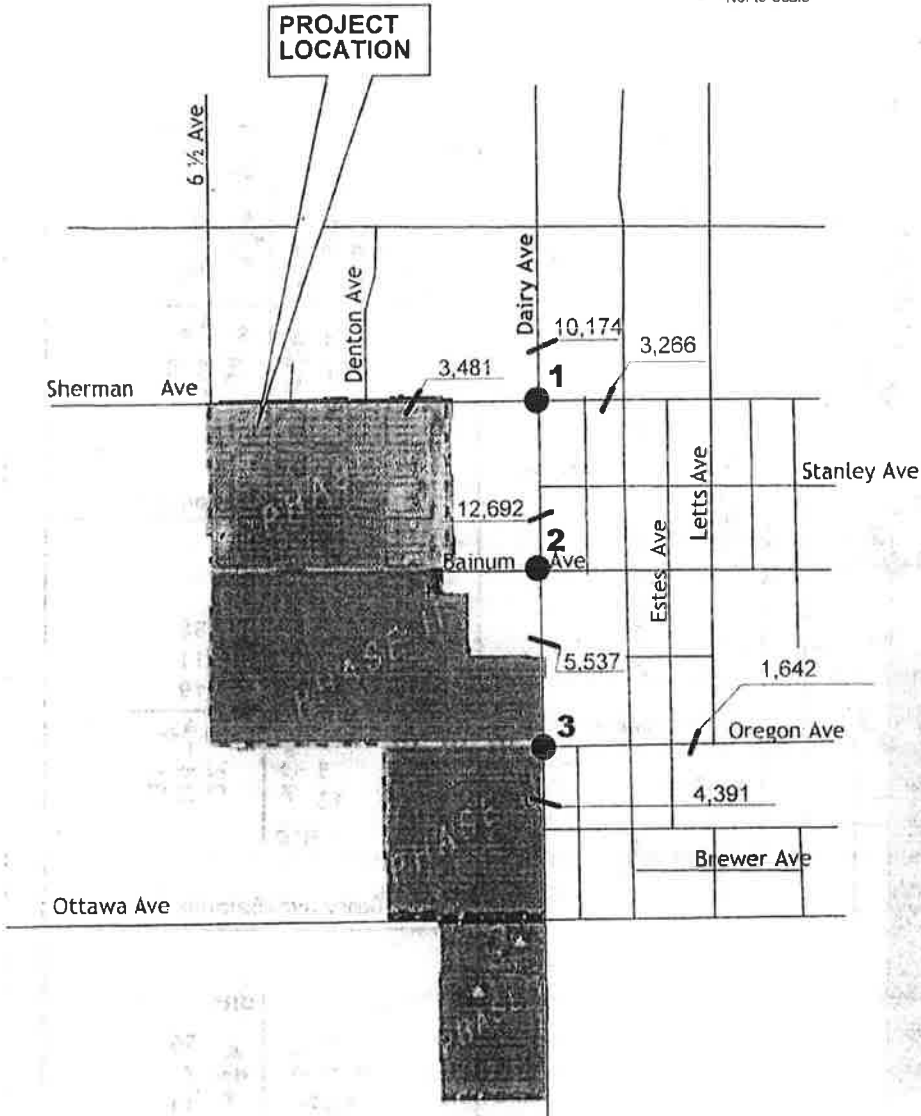 PROJECT
LOCATION
6 ½ Ave
Denton Ave
Dairy Ave
10,174
3,266
3,481
1
Sherman Ave
Stanley Ave
Letts Ave
12,692
2
Bainum Ave
Estes Ave
5,537
1,642
3
Oregon Ave
4,391
PHASE
Brewer Ave
Ottawa Ave
PHASE